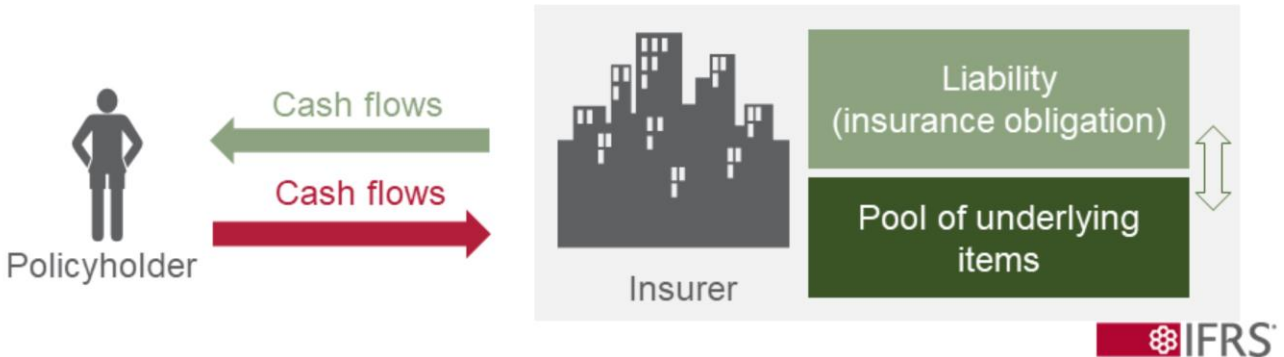 Cash flows
Cash flows
Policyholder
Insurer
Liability
(insurance obligation)
Pool of underlying
items
IFRS